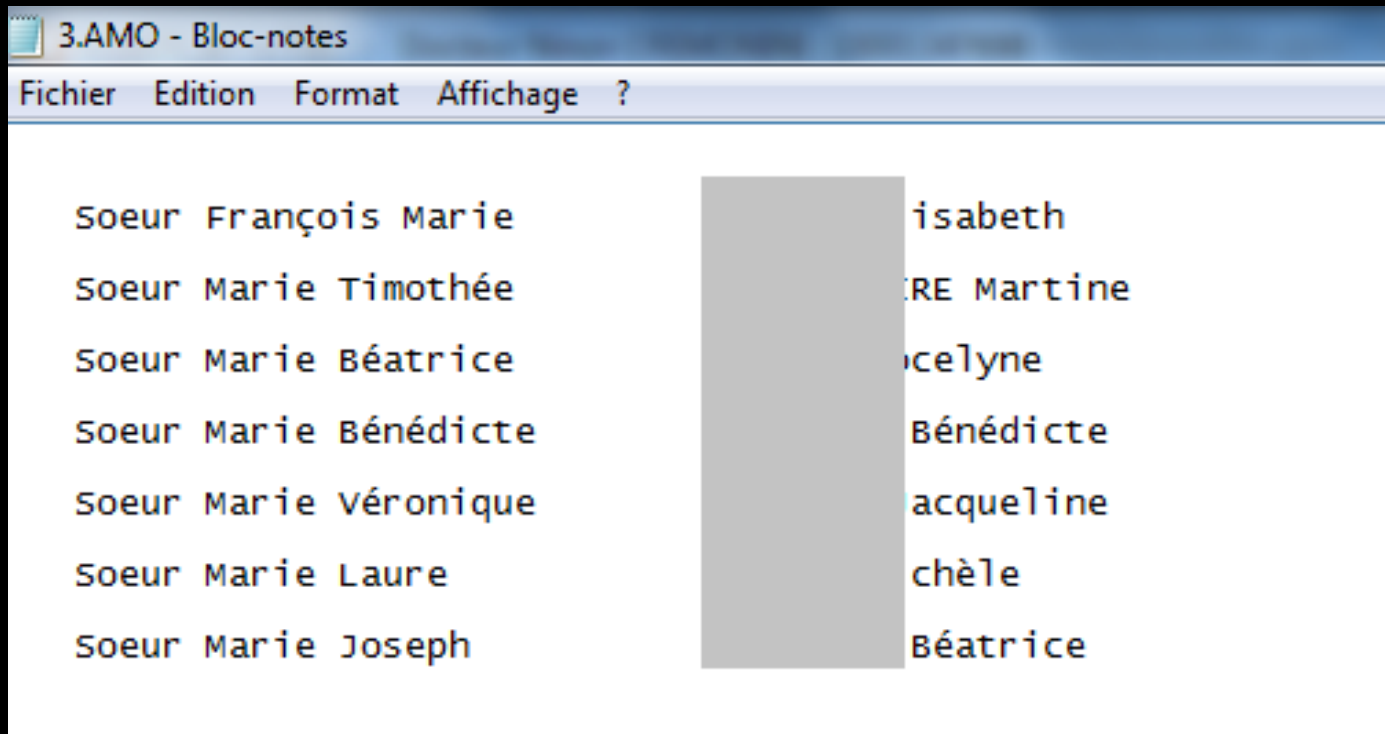 3.AMO - Bloc-notes
Fichier Edition Format Affichage ?
Soeur François Marie isabeth
Soeur Marie Timothée RE Martine
Soeur Marie Béatrice celyne
Soeur Marie Bénédicte Bénédicte
Soeur Marie Véronique acqueline
Soeur Marie Laure chèle
Soeur Marie Joseph Béatrice